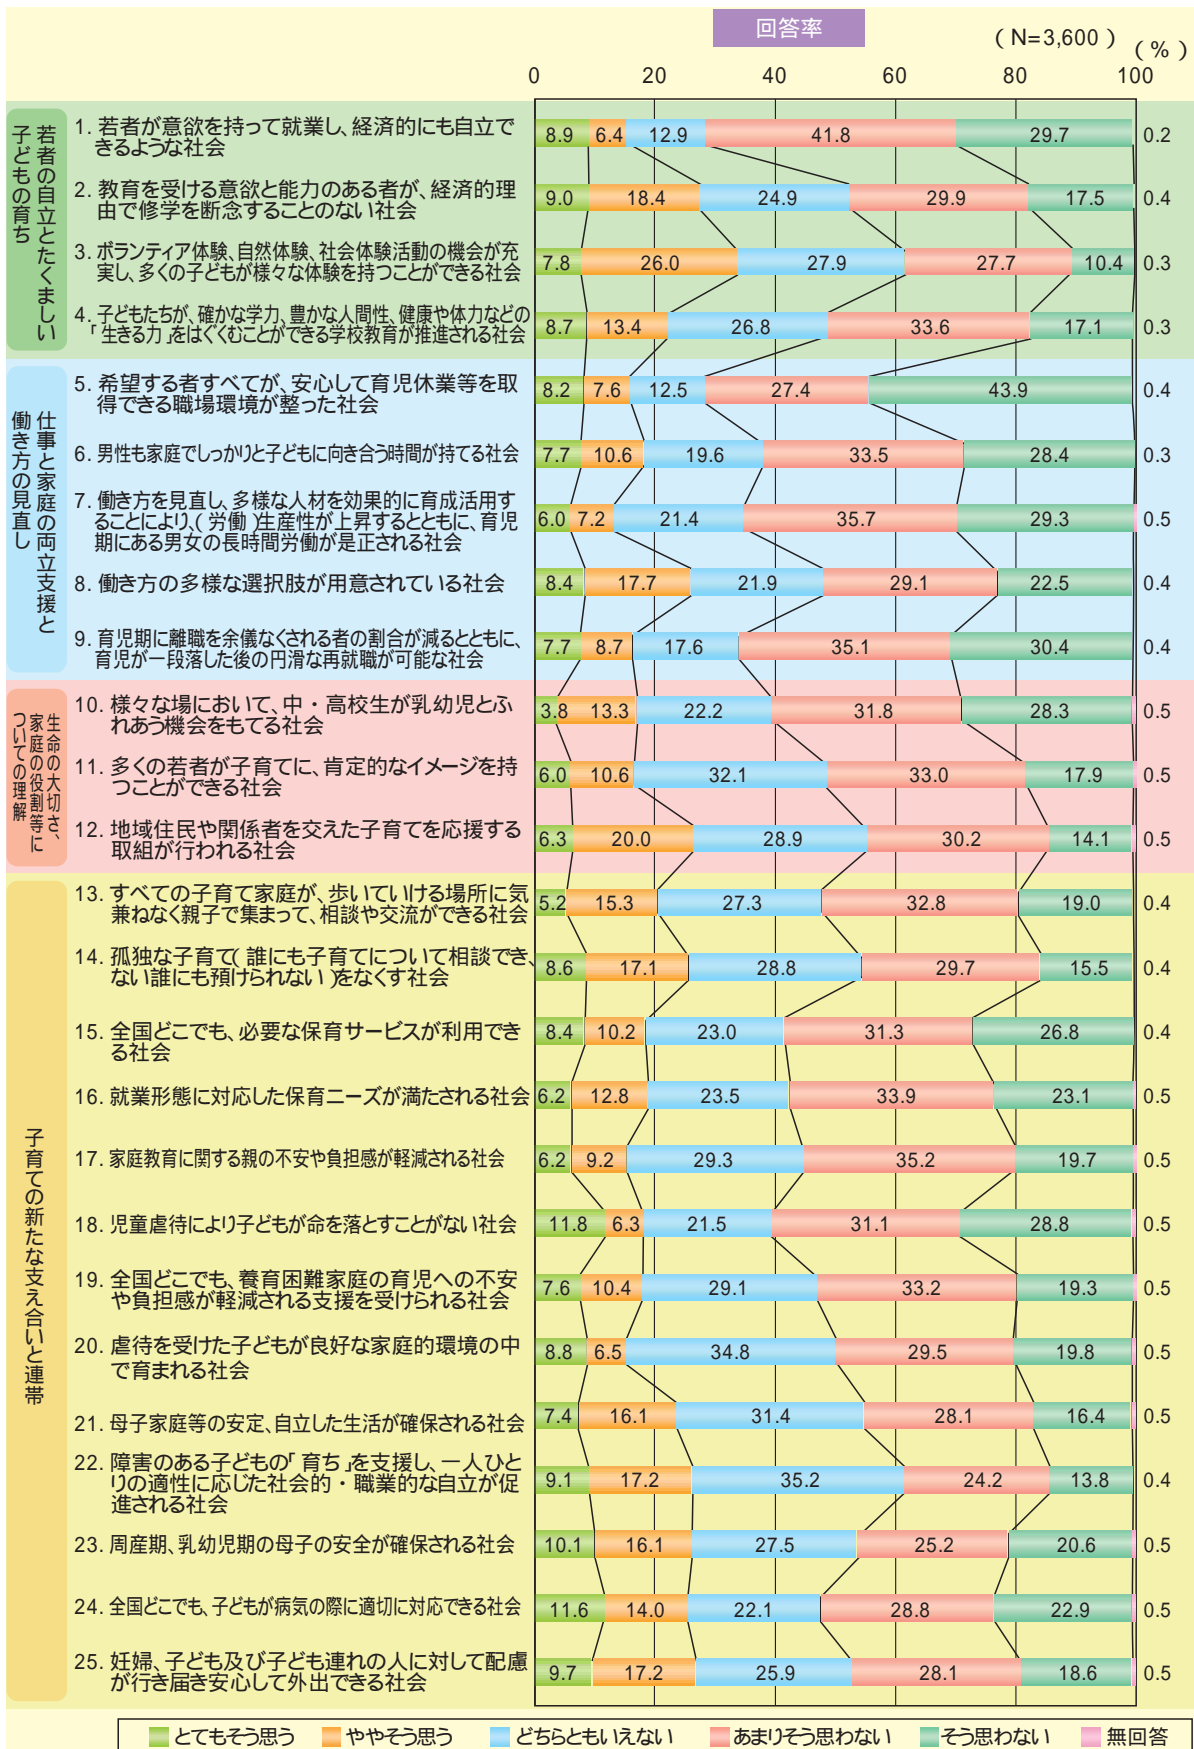 回答率
（N=3,600）
（%）
0 20 40 60 80 100
若者の自立とたくましい
子どもの育ち
1. 若者が意欲を持って就業し、経済的にも自立で
きるような社会
8.9 6.4 12.9 41.8 29.7 0.2
2. 教育を受ける意欲と能力のある者が、経済的理
由で修学を断念することのない社会
9.0 18.4 24.9 29.9 17.5 0.4
3. ボランティア体験、自然体験、社会体験活動の機会が充
実し、多くの子どもが様々な体験を持つことができる社会
7.8 26.0 27.9 27.7 10.4 0.3
4. 子どもたちが、確かな学力、豊かな人間性、健康や体力などの
「生きる力」をはぐくむことができる学校教育が推進される社会
8.7 13.4 26.8 33.6 17.1 0.3
仕事と家庭の両立支援と
働き方の見直し
5. 希望する者すべてが、安心して育児休業等を取
得できる職場環境が整った社会
8.2 7.6 12.5 27.4 43.9 0.4
6. 男性も家庭でしっかりと子どもに向き合う時間が持てる社会
7.7 10.6 19.6 33.5 28.4 0.3
7. 働き方を見直し、多様な人材を効果的に育成活用す
ることにより、（労働）生産性が上昇するとともに、育児
期にある男女の長時間労働が是正される社会
6.0 7.2 21.4 35.7 29.3 0.5
8. 働き方の多様な選択肢が用意されている社会
8.4 17.7 21.9 29.1 22.5 0.4
9. 育児期に離職を余儀なくされる者の割合が減るとともに、
育児が一段落した後の円滑な再就職が可能な社会
7.7 8.7 17.6 35.1 30.4 0.4
生命の大切さ、
家庭の役割等に
ついての理解
10. 様々な場において、中・高校生が乳幼児とふ
れあう機会をもてる社会
3.8 13.3 22.2 31.8 28.3 0.5
11. 多くの若者が子育てに、肯定的なイメージを持
つことができる社会
6.0 10.6 32.1 33.0 17.9 0.5
12. 地域住民や関係者を交えた子育てを応援する
取組が行われる社会
6.3 20.0 28.9 30.2 14.1 0.5
子育ての新たな支え合いと連帯
13. すべての子育て家庭が、歩いていける場所に気
兼ねなく親子で集まって、相談や交流ができる社会
5.2 15.3 27.3 32.8 19.0 0.4
14. 孤独な子育て（誰にも子育てについて相談でき、
ない誰にも預けられない）をなくす社会
8.6 17.1 28.8 29.7 15.5 0.4
15. 全国どこでも、必要な保育サービスが利用でき
る社会
8.4 10.2 23.0 31.3 26.8 0.4
16. 就業形態に対応した保育ニーズが満たされる社会
6.2 12.8 23.5 33.9 23.1 0.5
17. 家庭教育に関する親の不安や負担感が軽減される社会
6.2 9.2 29.3 35.2 19.7 0.5
18. 児童虐待により子どもが命を落とすことがない社会
11.8 6.3 21.5 31.1 28.8 0.5
19. 全国どこでも、養育困難家庭の育児への不安
や負担感が軽減される支援を受けられる社会
7.6 10.4 29.1 33.2 19.3 0.5
20. 虐待を受けた子どもが良好な家庭的環境の中
で育まれる社会
8.8 6.5 34.8 29.5 19.8 0.5
21. 母子家庭等の安定、自立した生活が確保される社会
7.4 16.1 31.4 28.1 16.4 0.5
22. 障害のある子どもの「育ち」を支援し、一人ひと
りの適性に応じた社会的・職業的な自立が促
進される社会
9.1 17.2 35.2 24.2 13.8 0.4
23. 周産期、乳幼児期の母子の安全が確保される社会
10.1 16.1 27.5 25.2 20.6 0.5
24. 全国どこでも、子どもが病気の際に適切に対応できる社会
11.6 14.0 22.1 28.8 22.9 0.5
25. 妊婦、子ども及び子ども連れの人に対して配慮
が行き届き安心して外出できる社会
9.7 17.2 25.9 28.1 18.6 0.5
とてもそう思う ややそう思う どちらともいえない あまりそう思わない そう思わない 無回答